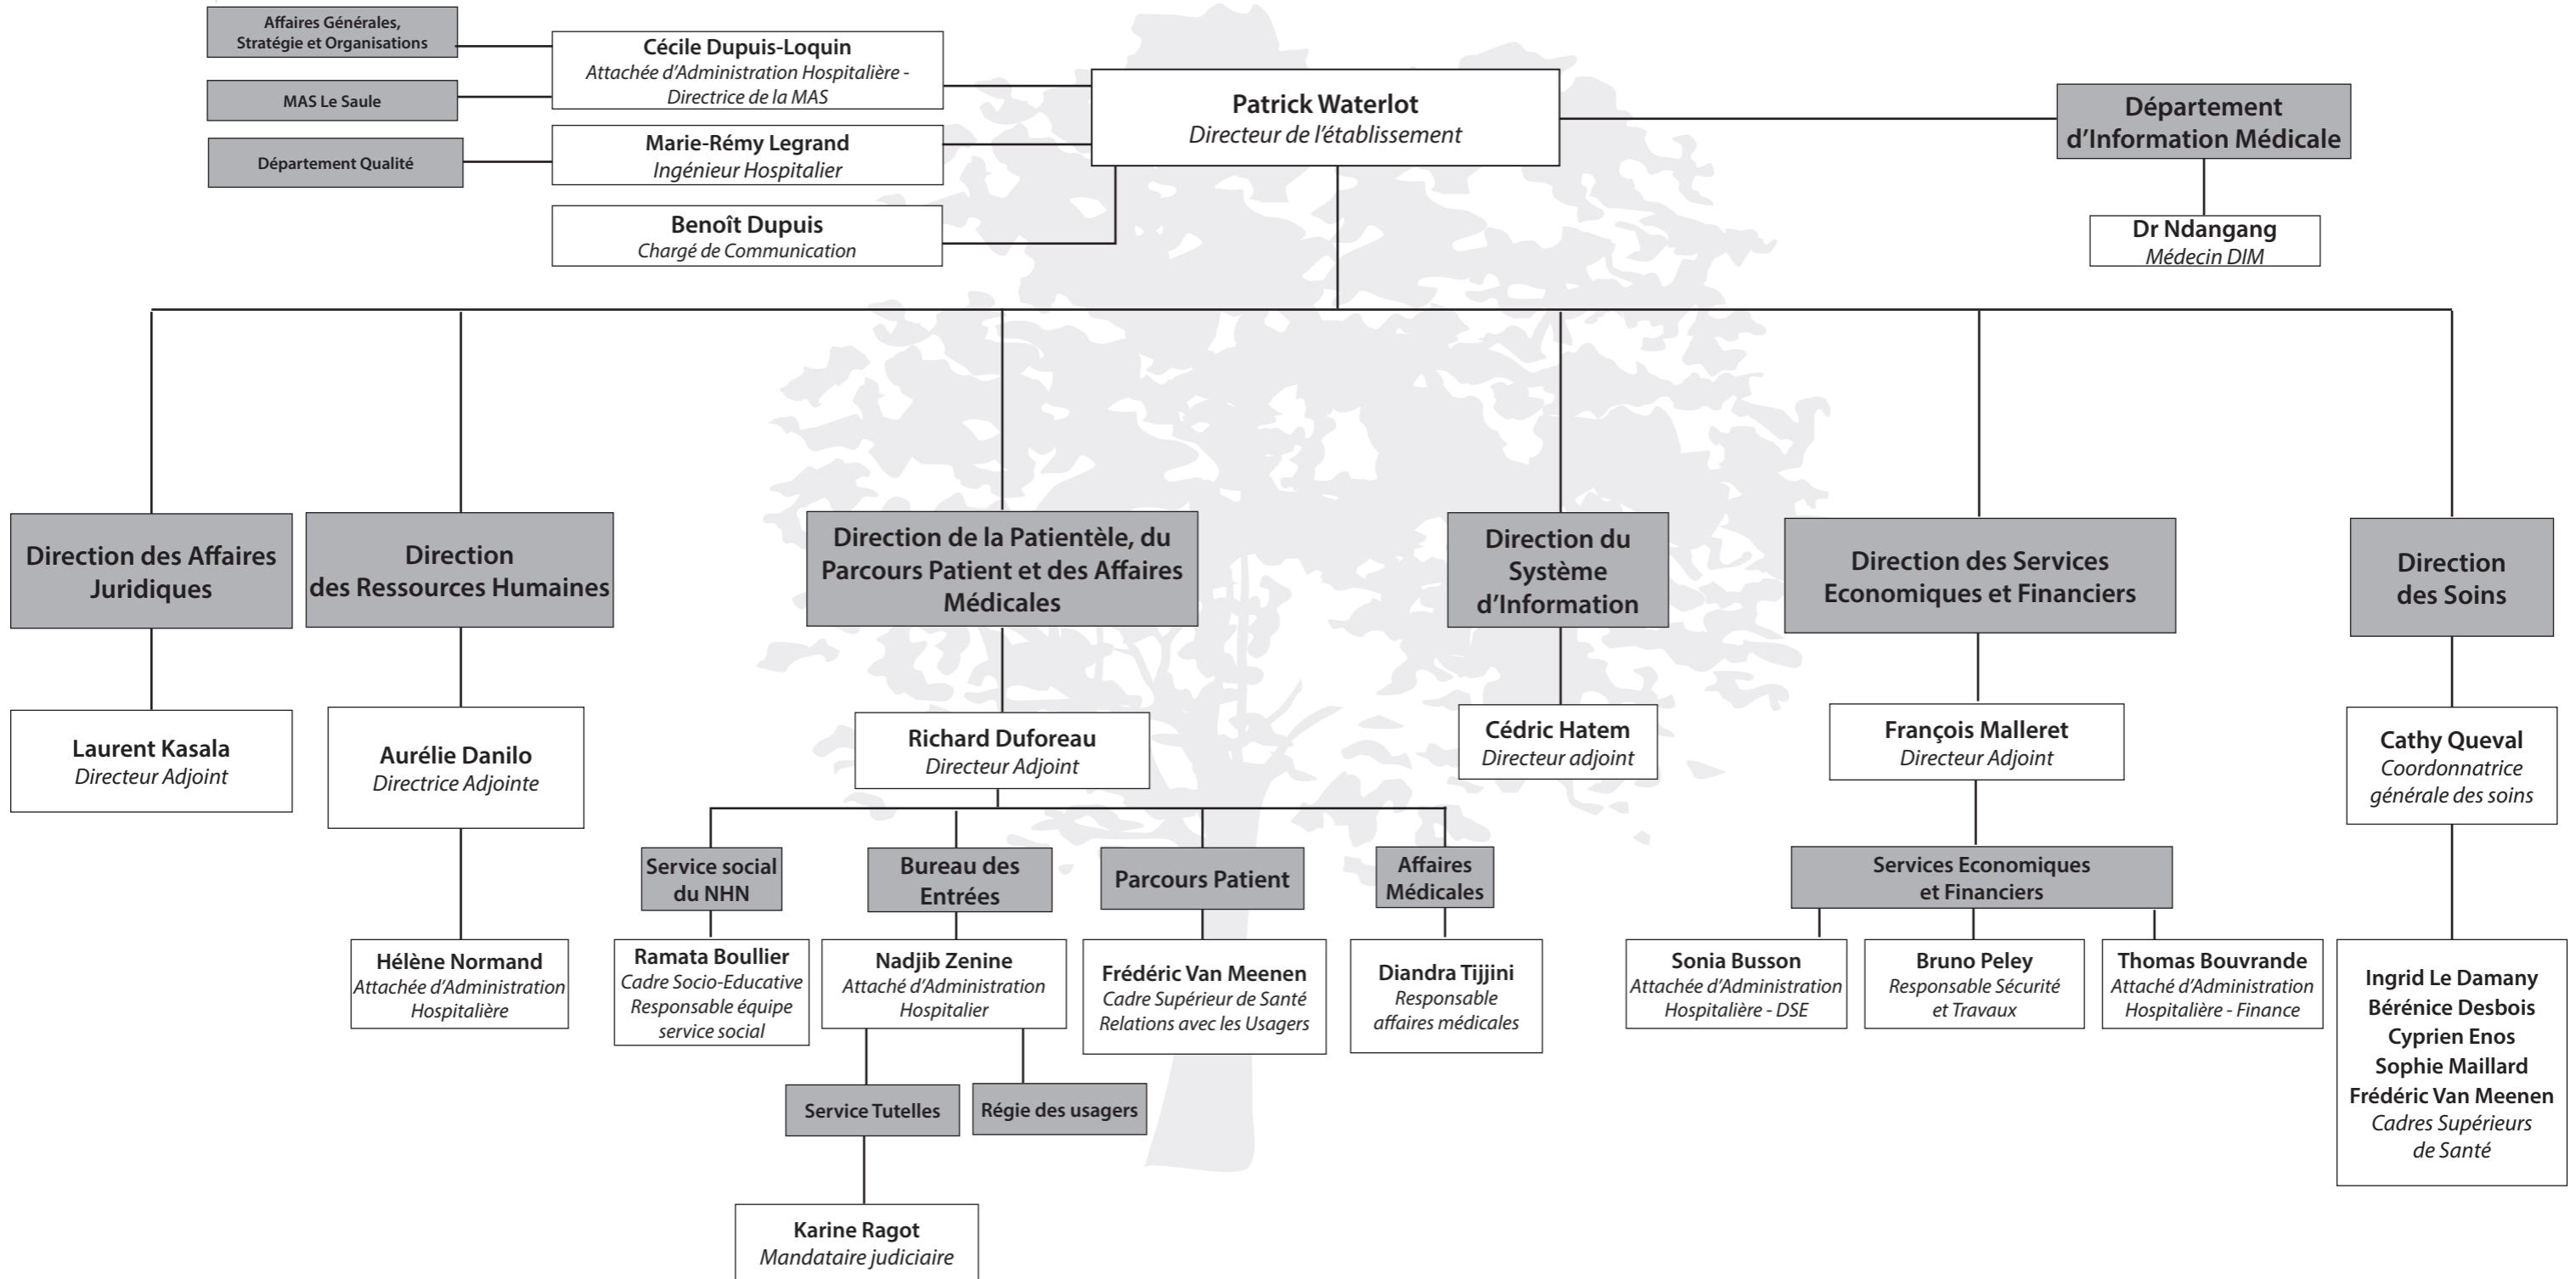 Affaires Générales,
Stratégie et Organisations
Cécile Dupuis-Loquin
Attachée d'Administration Hospitalière -
Directrice de la MAS
MAS Le Saule
Marie-Rémy Legrand
Ingénieur Hospitalier
Département Qualité
Benoît Dupuis
Chargé de Communication
Patrick Waterlot
Directeur de l'établissement
Département
d'Information Médicale
Dr Ndangang
Médecin DIM
Direction des Affaires
Juridiques
Laurent Kasala
Directeur Adjoint
Direction
des Ressources Humaines
Aurélie Danilo
Directrice Adjointe
Hélène Normand
Attachée d'Administration
Hospitalière
Direction de la Patientèle, du
Parcours Patient et des Affaires
Médicales
Richard Duforeau
Directeur Adjoint
Service social
du NHN
Ramata Boullier
Cadre Socio-Educative
Responsable équipe
service social
Bureau des
Entrées
Nadjib Zenine
Attaché d'Administration
Hospitalier
Service Tutelles
Karine Ragot
Mandataire judiciaire
Régie des usagers
Parcours Patient
Frédéric Van Meenen
Cadre Supérieur de Santé
Relations avec les Usagers
Affaires
Médicales
Diandra Tijjini
Responsable
affaires médicales
Direction du
Système
d'Information
Cédric Hatem
Directeur adjoint
Direction des Services
Economiques et Financiers
François Malleret
Directeur Adjoint
Services Economiques
et Financiers
Sonia Busson
Attachée d'Administration
Hospitalière - DSE
Bruno Peley
Responsable Sécurité
et Travaux
Thomas Bouvrande
Attaché d'Administration
Hospitalière - Finance
Direction
des Soins
Cathy Queval
Coordonnatrice
générale des soins
Ingrid Le Damany
Bérénice Desbois
Cyprien Enos
Sophie Maillard
Frédéric Van Meenen
Cadres Supérieurs
de Santé